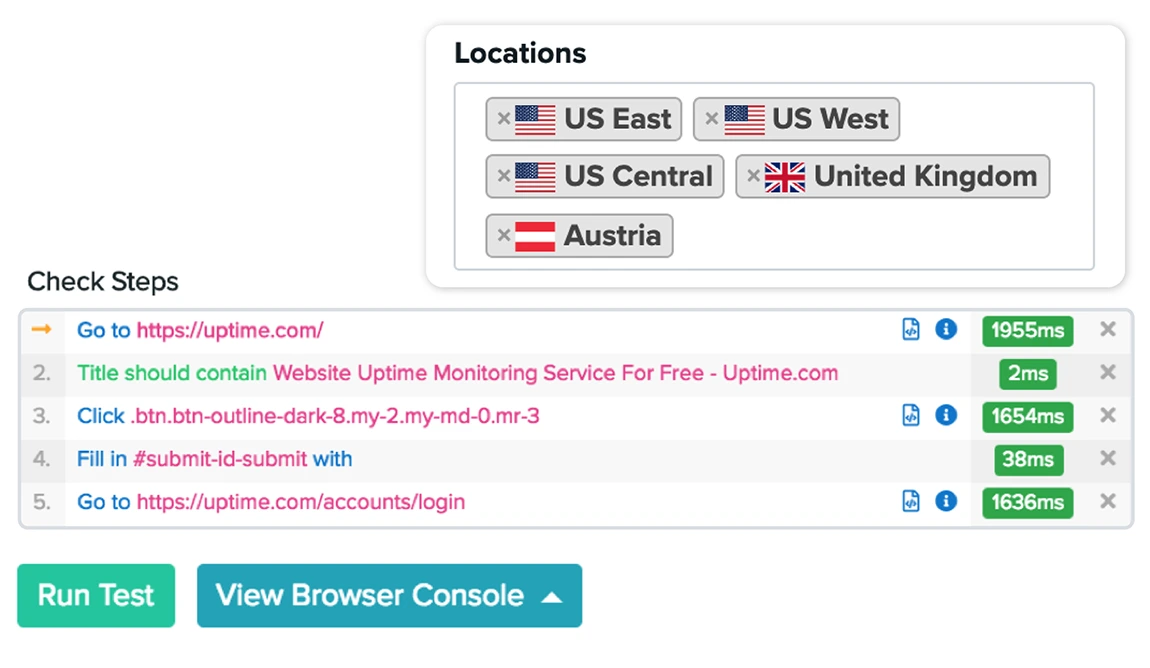 Locations
× US East × US West
× US Central × United Kingdom
× Austria
Check Steps
Go to https://uptime.com/ 1955ms ×
2. Title should contain Website Uptime Monitoring Service For Free - Uptime.com 2ms ×
3. Click .btn.btn-outline-dark-8.my-2.my-md-0.mr-3 1654ms ×
4. Fill in #submit-id-submit with 38ms ×
5. Go to https://uptime.com/accounts/login 1636ms ×
Run Test View Browser Console